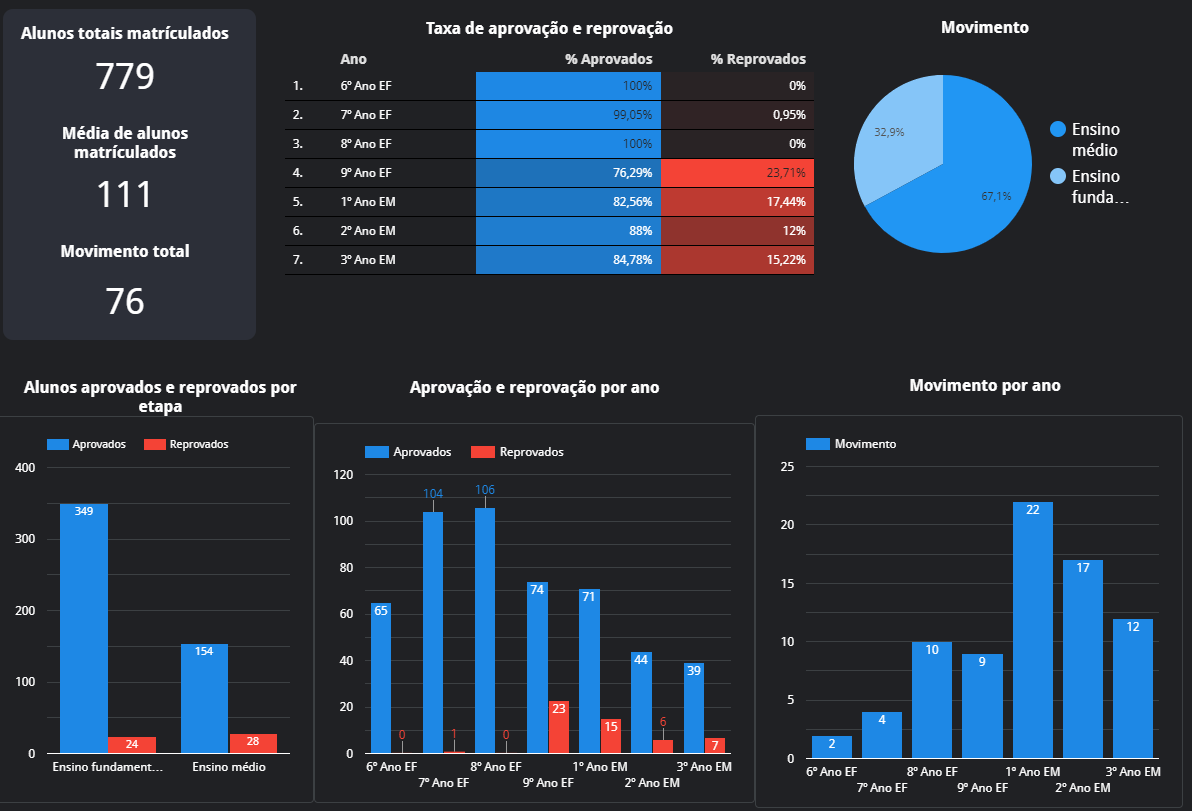 Alunos totais matrículados
779
Média de alunos
matrículados
111
Movimento total
76
Taxa de aprovação e reprovação
Ano % Aprovados % Reprovados
1. 6º Ano EF 100% 0%
2. 7º Ano EF 99,05% 0,95%
3. 8º Ano EF 100% 0%
4. 9º Ano EF 76,29% 23,71%
5. 1º Ano EM 82,56% 17,44%
6. 2º Ano EM 88% 12%
7. 3º Ano EM 84,78% 15,22%
Movimento
32,9%
67,1%
Ensino
médio
Ensino
funda…
Alunos aprovados e reprovados por
etapa
Aprovados Reprovados
400
300
200
100
0
349
24
154
28
Ensino fundament… Ensino médio
Aprovação e reprovação por ano
Aprovados Reprovados
120
100
80
60
40
20
0
65
0
104
1
106
0
74
23
71
15
44
6
39
7
6º Ano EF 8º Ano EF 1º Ano EM 3º Ano EM
7º Ano EF 9º Ano EF 2º Ano EM
Movimento por ano
Movimento
25
20
15
10
5
0
2
4
10
9
22
17
12
6º Ano EF 8º Ano EF 1º Ano EM 3º Ano EM
7º Ano EF 9º Ano EF 2º Ano EM